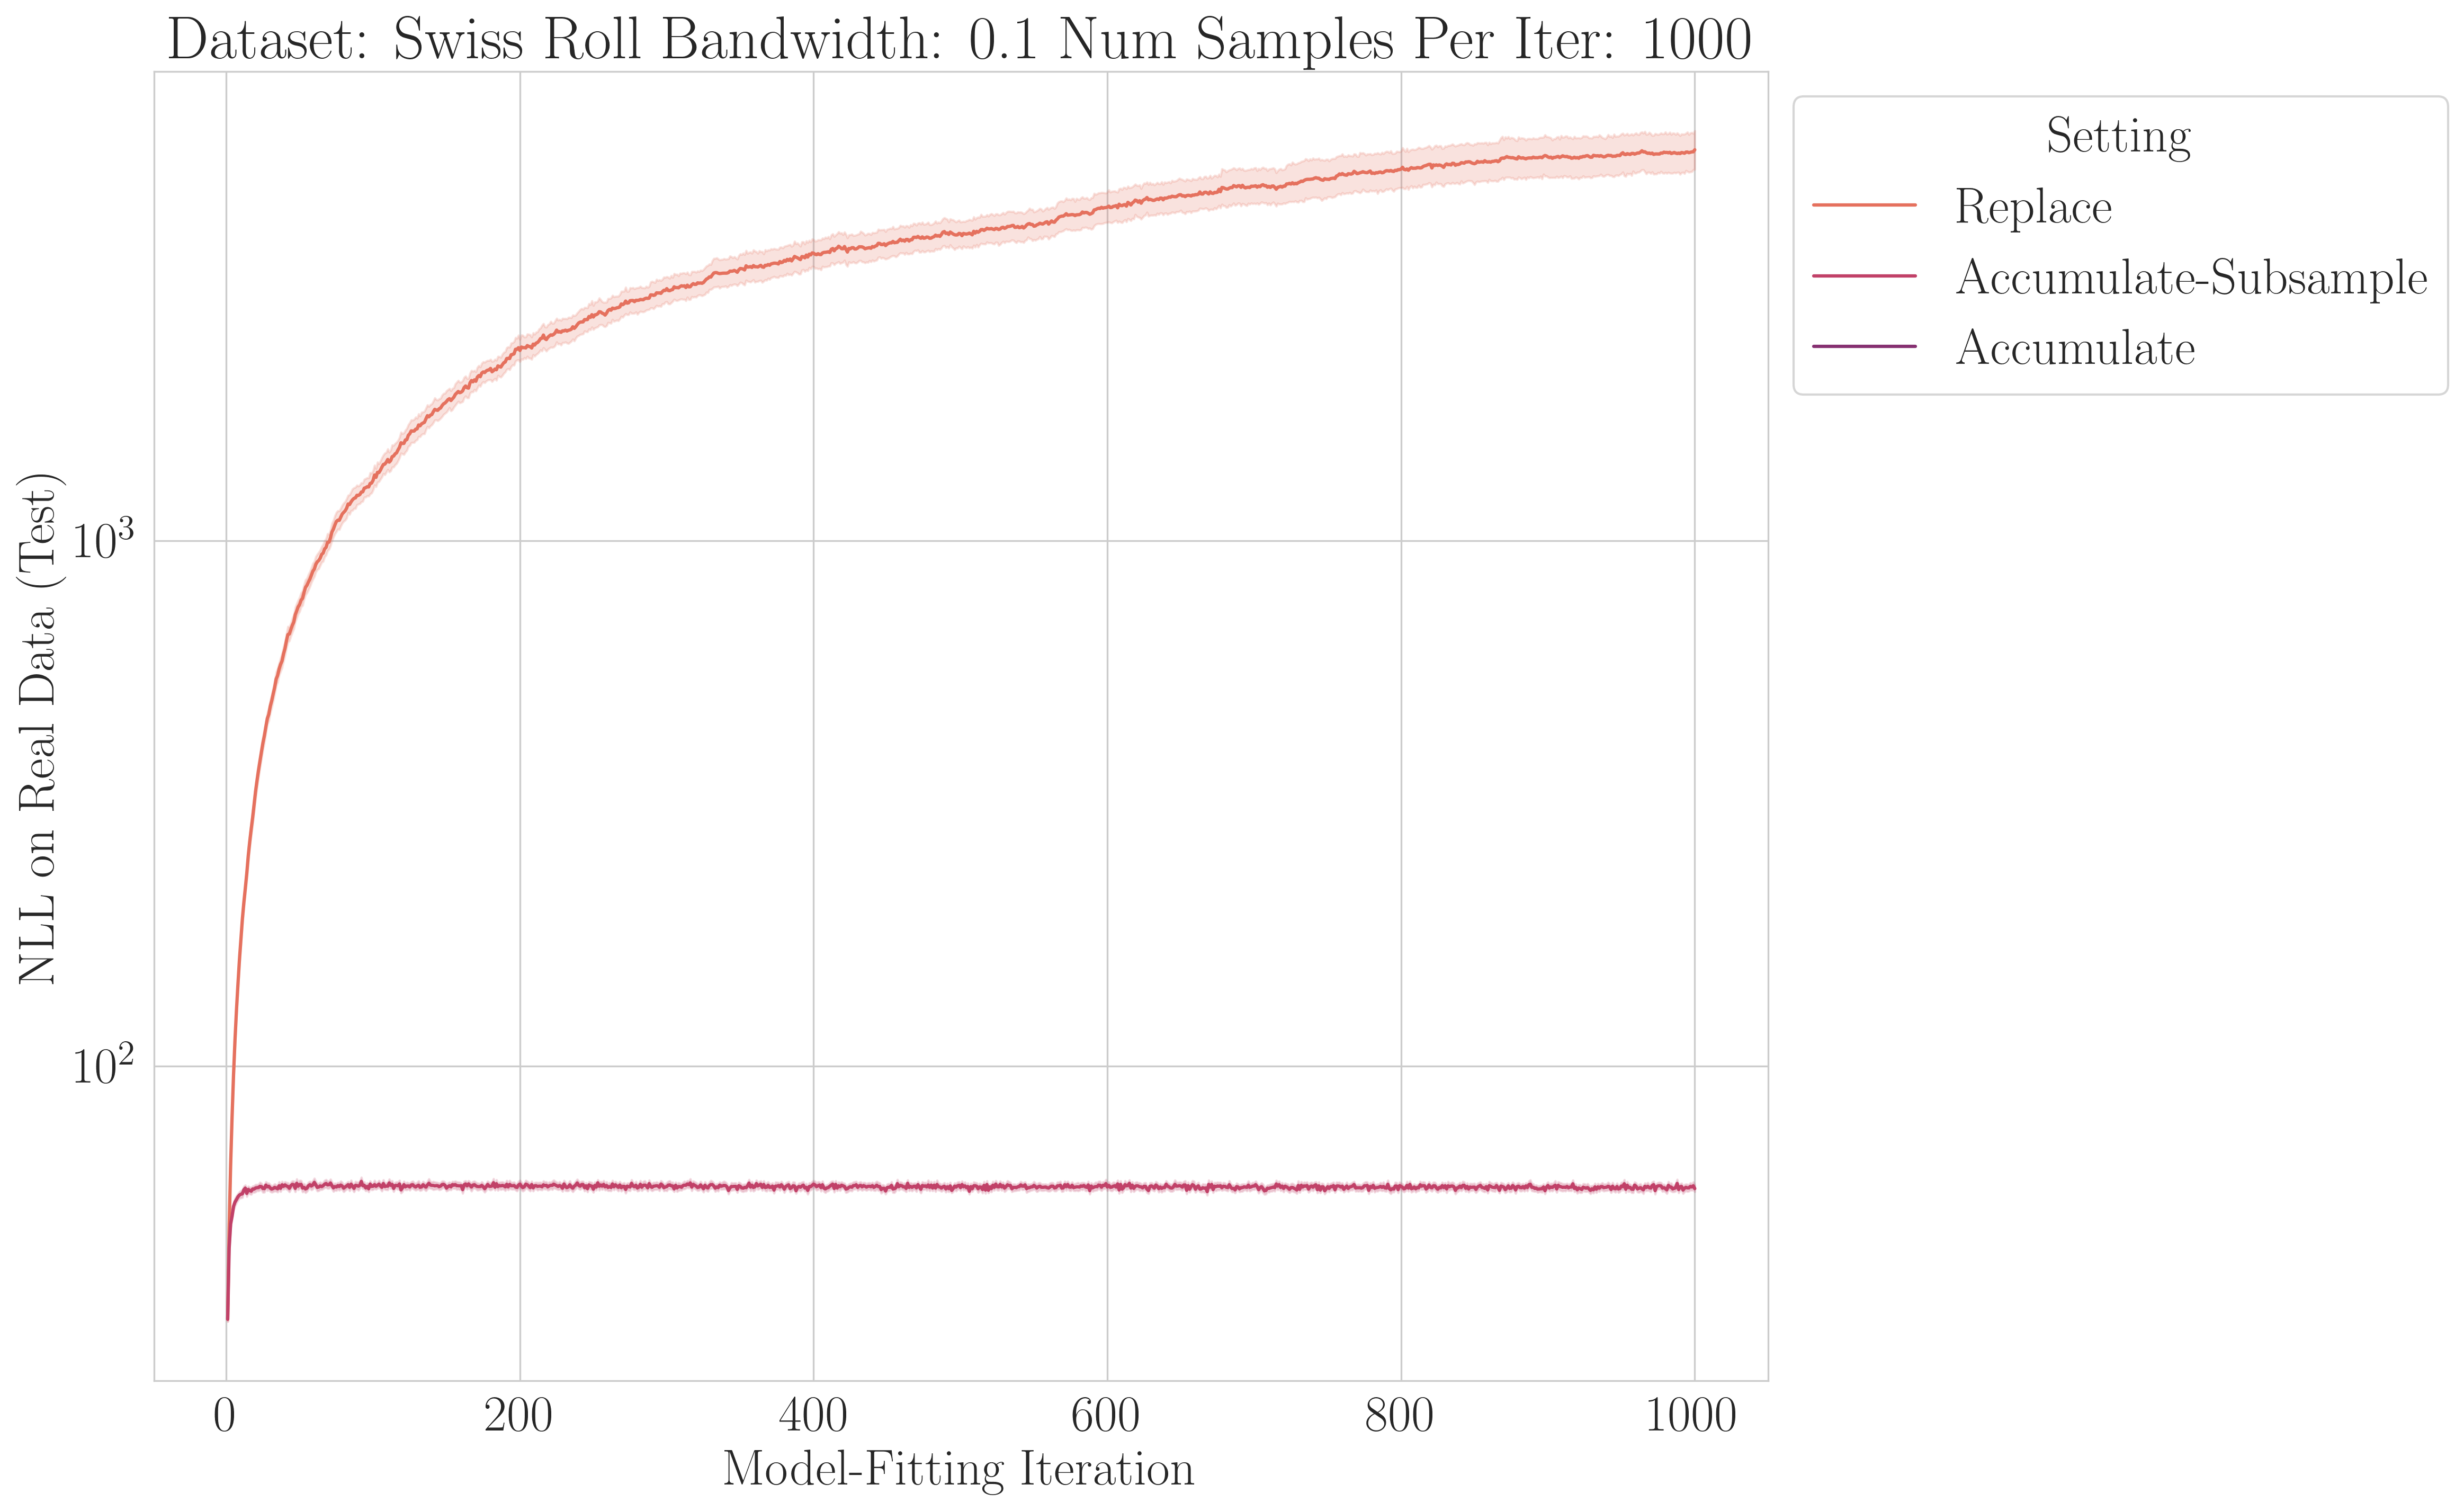 Dataset: Swiss Roll Bandwidth: 0.1 Num Samples Per Iter: 1000
Setting
Replace
Accumulate-Subsample
Accumulate
NLL on Real Data (Test)
10³
10²
0 200 400 600 800 1000
Model-Fitting Iteration